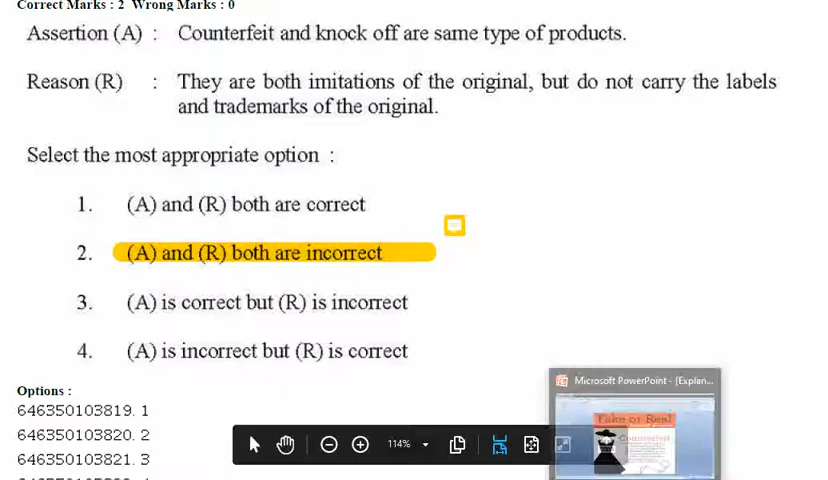 Correct Marks : 2 Wrong Marks : 0
Assertion (A) : Counterfeit and knock off are same type of products.
Reason (R) : They are both imitations of the original, but do not carry the labels
and trademarks of the original.
Select the most appropriate option :
1. (A) and (R) both are correct
2. (A) and (R) both are incorrect
3. (A) is correct but (R) is incorrect
4. (A) is incorrect but (R) is correct
Options :
646350103819. 1
646350103820. 2
646350103821. 3
114%
Microsoft PowerPoint - [Explan...
Fake or Real
Counterfeit